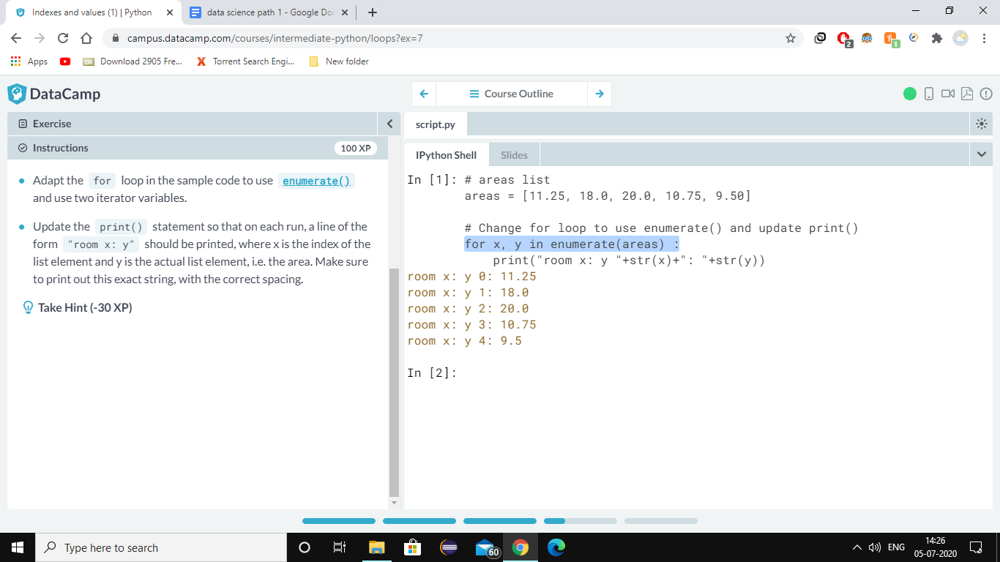 Indexes and values (1) | Python
data science path 1 - Google Doc
campus.datacamp.com/courses/intermediate-python/loops?ex=7
2
1
Apps
CSS
Download 2905 Fre...
Torrent Search Engi...
New folder
DataCamp
Course Outline
Exercise
Instructions
100 XP
Adapt the for loop in the sample code to use enumerate()
and use two iterator variables.
Update the print() statement so that on each run, a line of the
form "room x: y" should be printed, where x is the index of the
list element and y is the actual list element, i.e. the area. Make sure
to print out this exact string, with the correct spacing.
Take Hint (-30 XP)
script.py
IPython Shell
Slides
In [1]: # areas list
areas = [11.25, 18.0, 20.0, 10.75, 9.50]
# Change for loop to use enumerate() and update print()
for x, y in enumerate(areas) :
print("room x: y "+str(x)+": "+str(y))
room x: y 0: 11.25
room x: y 1: 18.0
room x: y 2: 20.0
room x: y 3: 10.75
room x: y 4: 9.5
In [2]:
Type here to search
60
ENG
14:26
05-07-2020